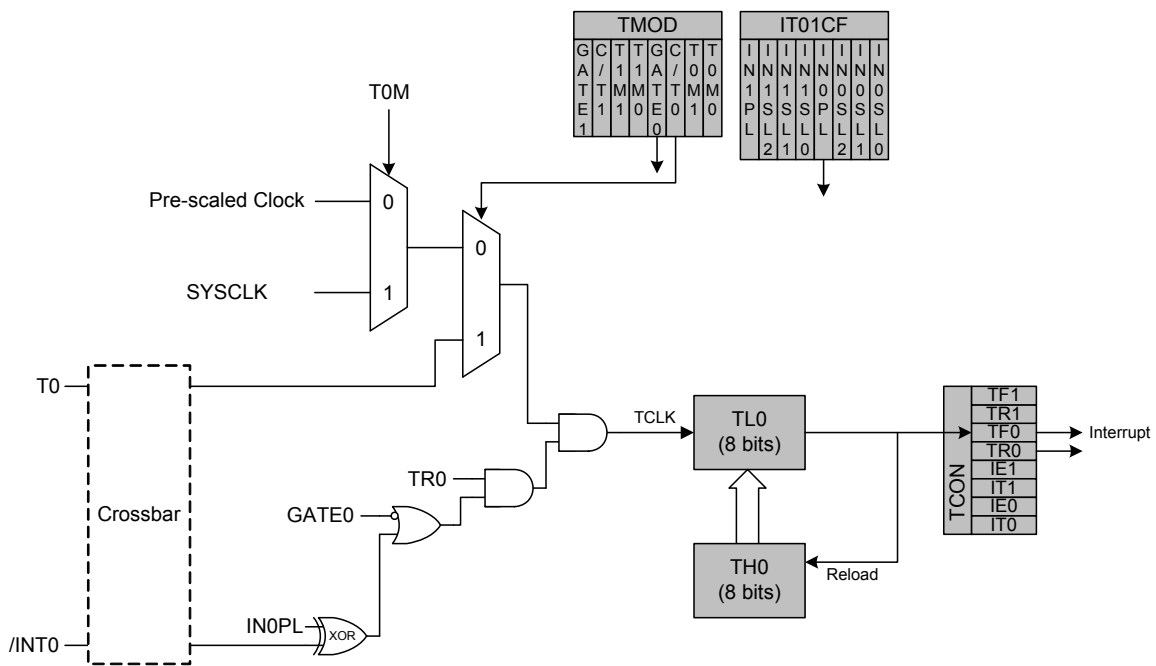 TMOD
GATE1
C/T1
T1M1
T1M0
GATE0
C/T0
T0M1
T0M0
IT01CF
IN1PL
IN1SL2
IN1SL1
IN1SL0
IN0PL
IN0SL2
IN0SL1
IN0SL0
T0M
Pre-scaled Clock
0
SYSCLK
1
0
1
T0
Crossbar
/INT0
TR0
GATE0
IN0PL
XOR
TCLK
TL0
(8 bits)
TH0
(8 bits)
Reload
TCON
TF1
TR1
TF0
TR0
IE1
IT1
IE0
IT0
Interrupt